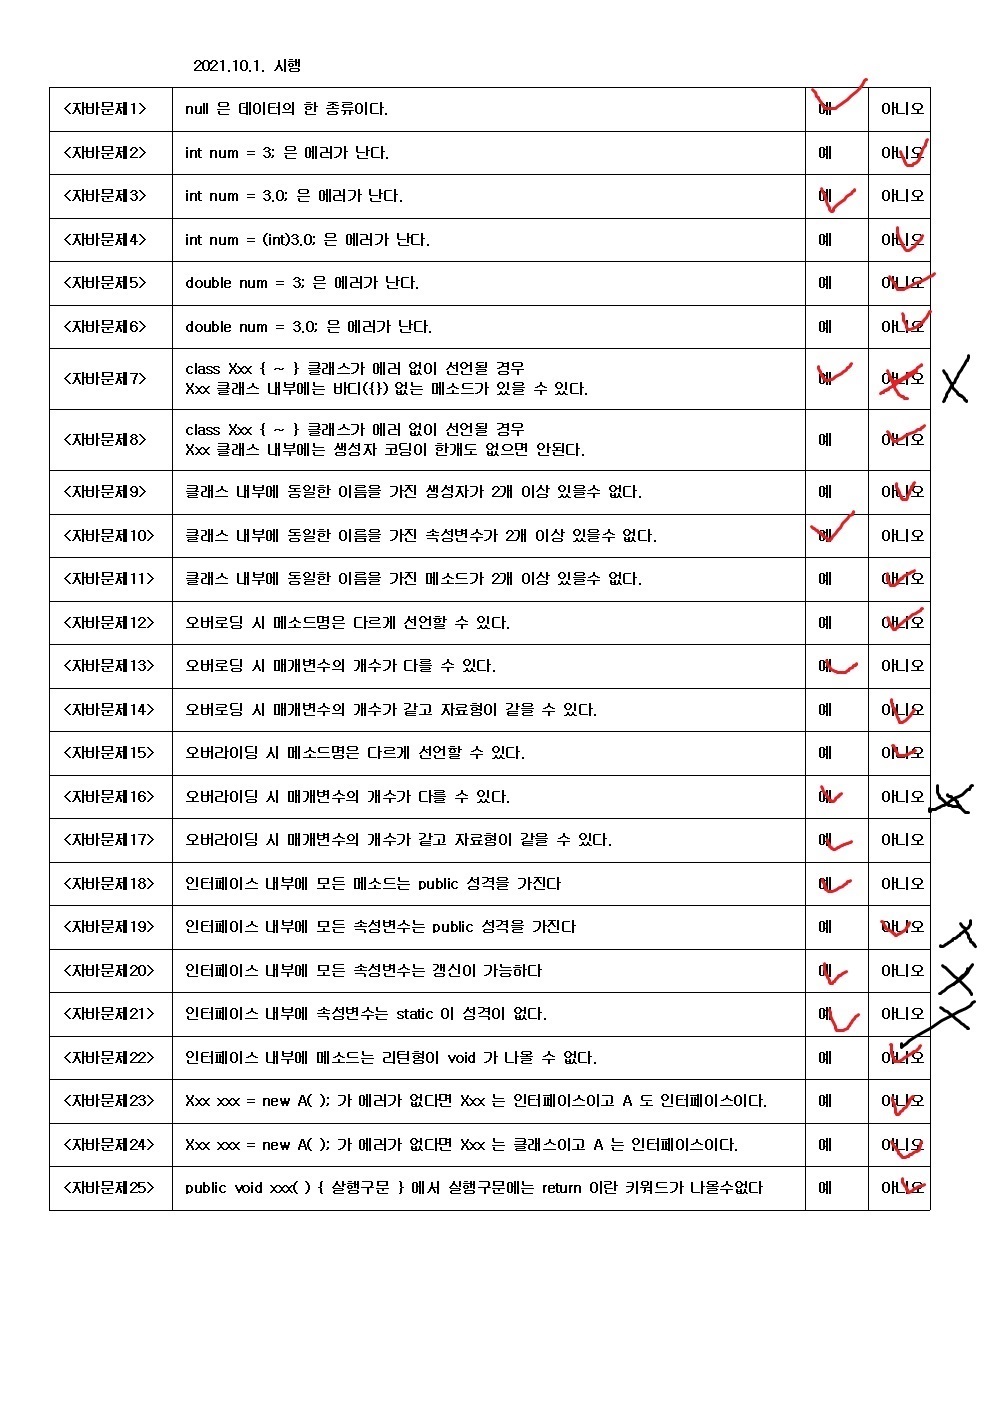 2021.10.1. 시행
<자바문제1> null 은 데이터의 한 종류이다. 예 아니오
<자바문제2> int num = 3; 은 에러가 난다. 예 아니오
<자바문제3> int num = 3.0; 은 에러가 난다. 예 아니오
<자바문제4> int num = (int)3.0; 은 에러가 난다. 예 아니오
<자바문제5> double num = 3; 은 에러가 난다. 예 아니오
<자바문제6> double num = 3.0; 은 에러가 난다. 예 아니오
<자바문제7> class Xxx { ~ } 클래스가 에러 없이 선언될 경우
Xxx 클래스 내부에는 바디({}) 없는 메소드가 있을 수 있다. 예 아니오
<자바문제8> class Xxx { ~ } 클래스가 에러 없이 선언될 경우
Xxx 클래스 내부에는 생성자 코딩이 한개도 없으면 안된다. 예 아니오
<자바문제9> 클래스 내부에 동일한 이름을 가진 생성자가 2개 이상 있을수 없다. 예 아니오
<자바문제10> 클래스 내부에 동일한 이름을 가진 속성변수가 2개 이상 있을수 없다. 예 아니오
<자바문제11> 클래스 내부에 동일한 이름을 가진 메소드가 2개 이상 있을수 없다. 예 아니오
<자바문제12> 오버로딩 시 메소드명은 다르게 선언할 수 있다. 예 아니오
<자바문제13> 오버로딩 시 매개변수의 개수가 다를 수 있다. 예 아니오
<자바문제14> 오버로딩 시 매개변수의 개수가 같고 자료형이 같을 수 있다. 예 아니오
<자바문제15> 오버라이딩 시 메소드명은 다르게 선언할 수 있다. 예 아니오
<자바문제16> 오버라이딩 시 매개변수의 개수가 다를 수 있다. 예 아니오
<자바문제17> 오버라이딩 시 매개변수의 개수가 같고 자료형이 같을 수 있다. 예 아니오
<자바문제18> 인터페이스 내부에 모든 메소드는 public 성격을 가진다 예 아니오
<자바문제19> 인터페이스 내부에 모든 속성변수는 public 성격을 가진다 예 아니오
<자바문제20> 인터페이스 내부에 모든 속성변수는 갱신이 가능하다 예 아니오
<자바문제21> 인터페이스 내부에 속성변수는 static 이 성격이 없다. 예 아니오
<자바문제22> 인터페이스 내부에 메소드는 리턴형이 void 가 나올 수 없다. 예 아니오
<자바문제23> Xxx xxx = new A( ); 가 에러가 없다면 Xxx 는 인터페이스이고 A 도 인터페이스이다. 예 아니오
<자바문제24> Xxx xxx = new A( ); 가 에러가 없다면 Xxx 는 클래스이고 A 는 인터페이스이다. 예 아니오
<자바문제25> public void xxx( ) { 실행구문 } 에서 실행구문에는 return 이란 키워드가 나올수없다 예 아니오